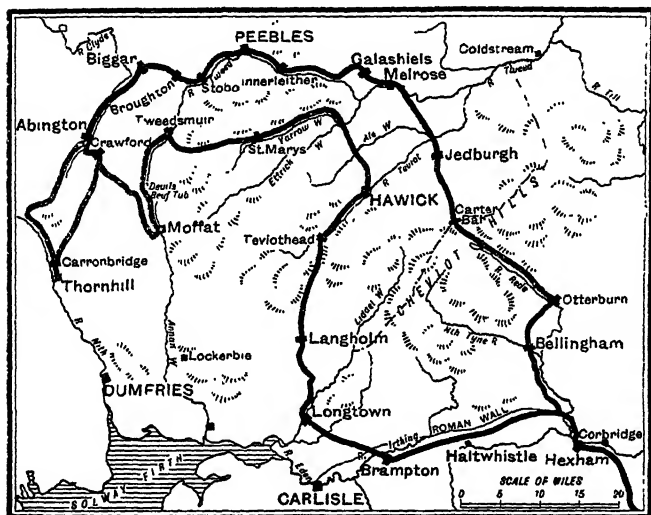 PEEBLES
R Clyde
Biggar
Galashiels
Coldstream
Melrose
R Tweed
Broughton
R Tweed
Stobo
Innerleithen
R Till
Abington
Tweedsmuir
Crawford
St.Marys
Yarrow W
Ale W
Ettrick W
R Teviot
Jedburgh
Devils Beef Tub
HAWICK
Moffat
Carter Bar
CHEVIOT HILLS
Teviothead
Carronbridge
Thornhill
R. Rede
Otterburn
Liddel W
Annan W
Langholm
Nth Tyne R
Bellingham
R Nith
Lockerbie
DUMFRIES
Longtown
R. Irthing
ROMAN WALL
Corbridge
Haltwhistle
Hexham
Brampton
R. Eden
SOLWAY FIRTH
CARLISLE
SCALE OF MILES
0 5 10 15 20